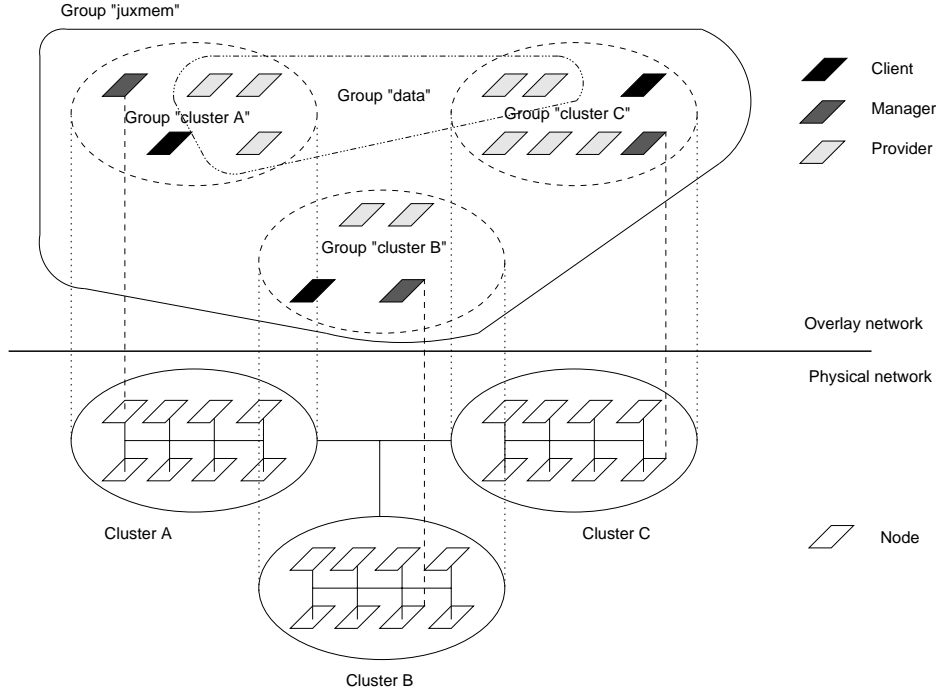 Group "juxmem"
Client
Group "data"
Group "cluster A"
Group "cluster C"
Manager
Provider
Group "cluster B"
Overlay network
Physical network
Cluster A
Cluster C
Node
Cluster B